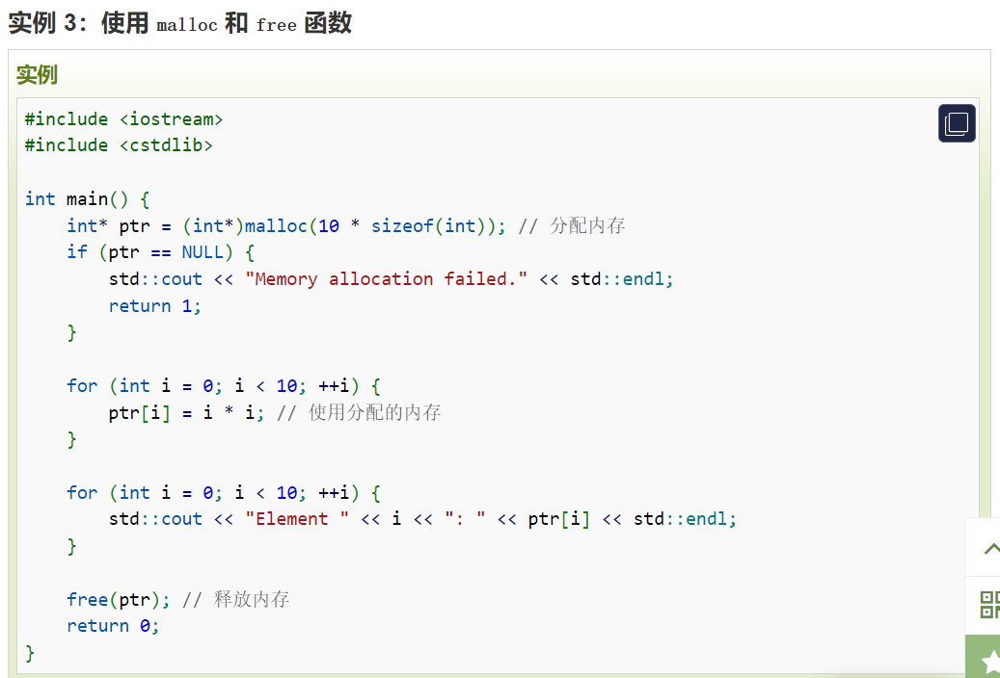 实例 3：使用 malloc 和 free 函数
实例
#include <iostream>
#include <cstdlib>
int main() {
    int* ptr = (int*)malloc(10 * sizeof(int)); // 分配内存
    if (ptr == NULL) {
        std::cout << "Memory allocation failed." << std::endl;
        return 1;
    }
    for (int i = 0; i < 10; ++i) {
        ptr[i] = i * i; // 使用分配的内存
    }
    for (int i = 0; i < 10; ++i) {
        std::cout << "Element " << i << ": " << ptr[i] << std::endl;
    }
    free(ptr); // 释放内存
    return 0;
}